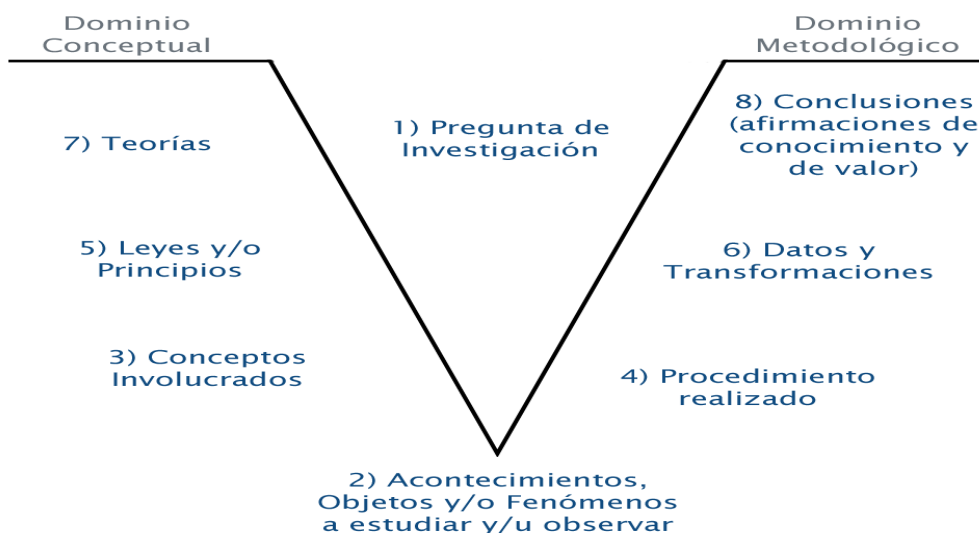 Dominio
Conceptual
Dominio
Metodológico
7) Teorías
1) Pregunta de
Investigación
8) Conclusiones
(afirmaciones de
conocimiento y
de valor)
5) Leyes y/o
Principios
6) Datos y
Transformaciones
3) Conceptos
Involucrados
4) Procedimiento
realizado
2) Acontecimientos,
Objetos y/o Fenómenos
a estudiar y/u observar